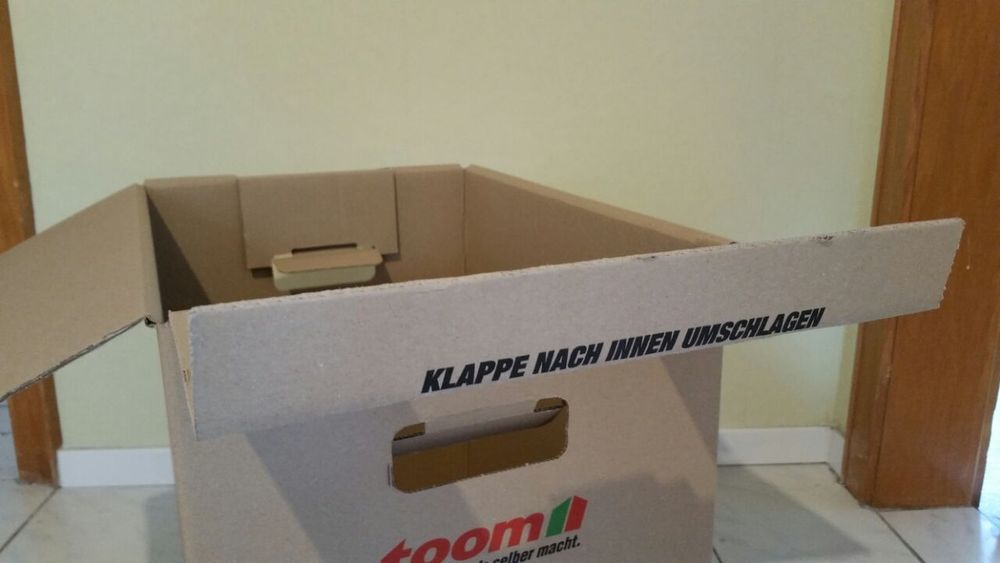 KLAPPE NACH INNEN UMSCHLAGEN
toom
selber macht.